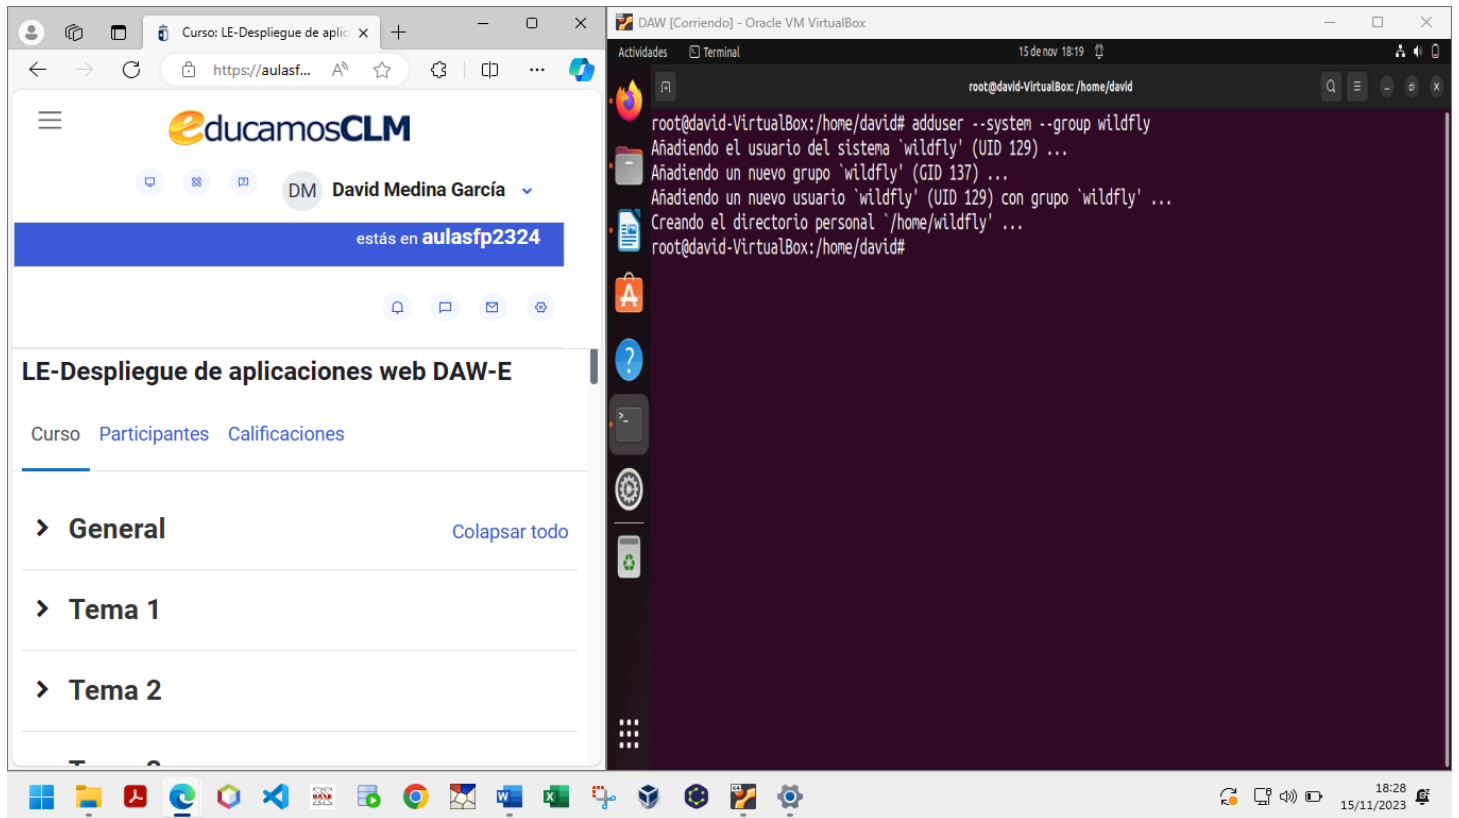 Curso: LE-Despliegue de aplic
https://aulasf...
educamosCLM
DM David Medina García
estás en aulasfp2324
LE-Despliegue de aplicaciones web DAW-E
Curso Participantes Calificaciones
General Colapsar todo
Tema 1
Tema 2
DAW [Corriendo] - Oracle VM VirtualBox
Actividades Terminal 15 de nov 18:19
root@david-VirtualBox: /home/david
root@david-VirtualBox:/home/david# adduser --system --group wildfly
Añadiendo el usuario del sistema `wildfly' (UID 129) ...
Añadiendo un nuevo grupo `wildfly' (GID 137) ...
Añadiendo un nuevo usuario `wildfly' (UID 129) con grupo `wildfly' ...
Creando el directorio personal `/home/wildfly' ...
root@david-VirtualBox:/home/david#
18:28
15/11/2023